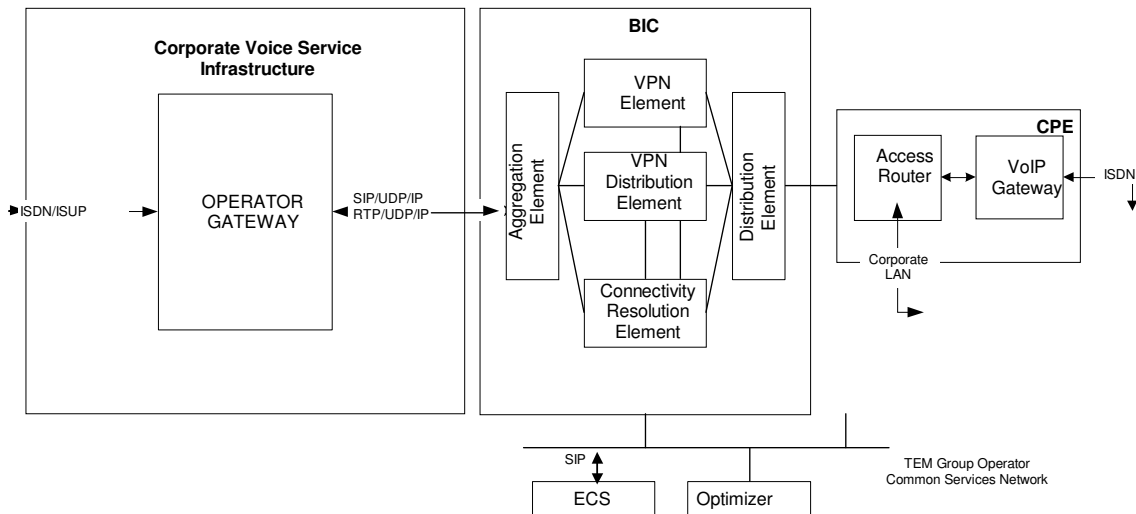 Corporate Voice Service
Infrastructure
ISDN/ISUP
OPERATOR
GATEWAY
SIP/UDP/IP
RTP/UDP/IP
BIC
Aggregation
Element
VPN
Element
VPN
Distribution
Element
Connectivity
Resolution
Element
Distribution
Element
CPE
Access
Router
VoIP
Gateway
ISDN
Corporate
LAN
SIP
ECS
Optimizer
TEM Group Operator
Common Services Network